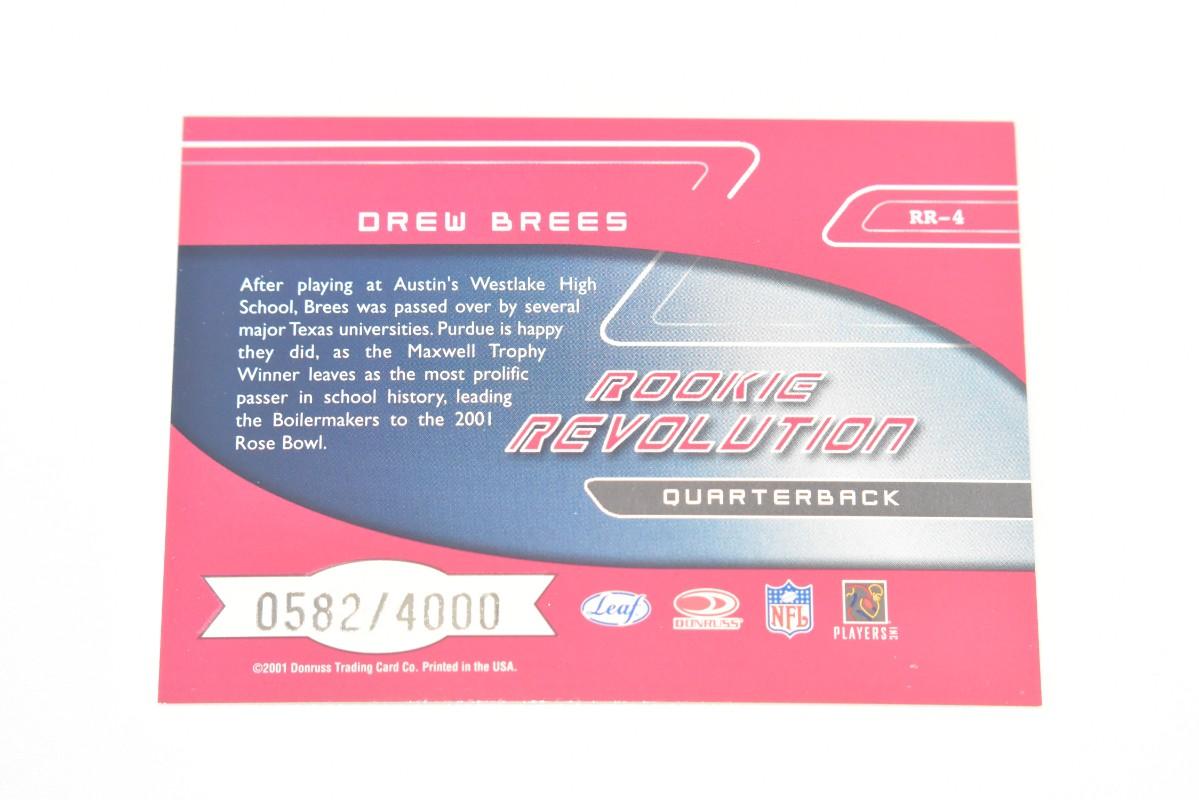 DREW BREES
RR-4
After playing at Austin's Westlake High
School, Brees was passed over by several
major Texas universities. Purdue is happy
they did, as the Maxwell Trophy
Winner leaves as the most prolific
passer in school history, leading
the Boilermakers to the 2001
Rose Bowl.
ROOKIE
REVOLUTION
QUARTERBACK
0582/4000
Leaf
DONRUSS
NFL
PLAYERS INC
©2001 Donruss Trading Card Co. Printed in the USA.